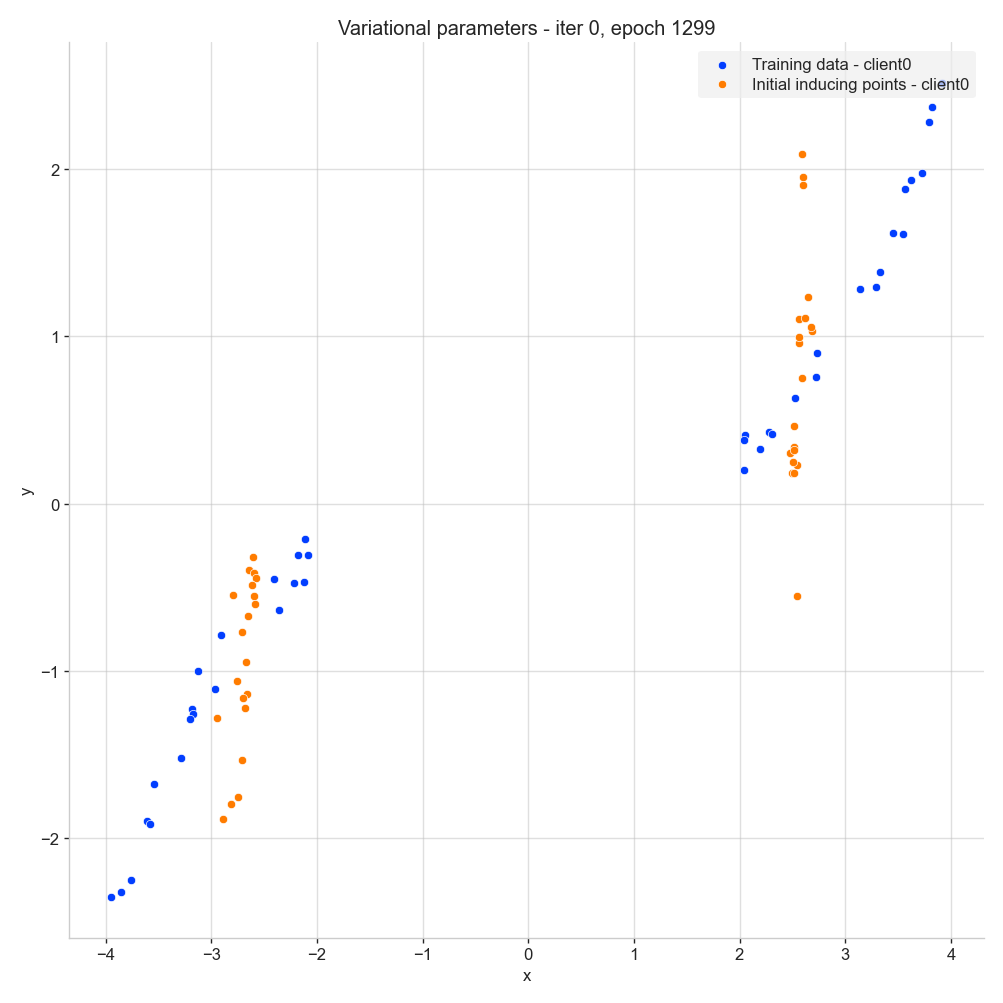 Variational parameters - iter 0, epoch 1299
Training data - client0
Initial inducing points - client0
y
2
1
0
−1
−2
−4 −3 −2 −1 0 1 2 3 4
x